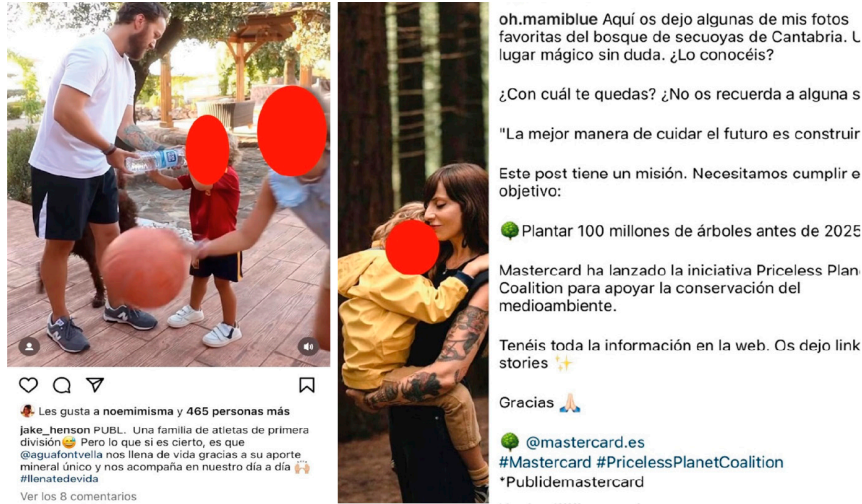 Les gusta a noemimisma y 465 personas más
jake_henson PUBL. Una familia de atletas de primera
división😅 Pero lo que si es cierto, es que
@aguafontvella nos llena de vida gracias a su aporte
mineral único y nos acompaña en nuestro día a día 🙌🏻
#llenatedevida
Ver los 8 comentarios
oh.mamiblue Aquí os dejo algunas de mis fotos
favoritas del bosque de secuoyas de Cantabria. U
lugar mágico sin duda. ¿Lo conocéis?
¿Con cuál te quedas? ¿No os recuerda a alguna s
"La mejor manera de cuidar el futuro es construir
Este post tiene un misión. Necesitamos cumplir e
objetivo:
🌳Plantar 100 millones de árboles antes de 2025
Mastercard ha lanzado la iniciativa Priceless Plan
Coalition para apoyar la conservación del
medioambiente.
Tenéis toda la información en la web. Os dejo link
stories ✨
Gracias 🙏🏻
🌳 @mastercard.es
#Mastercard #PricelessPlanetCoalition
*Publidemastercard